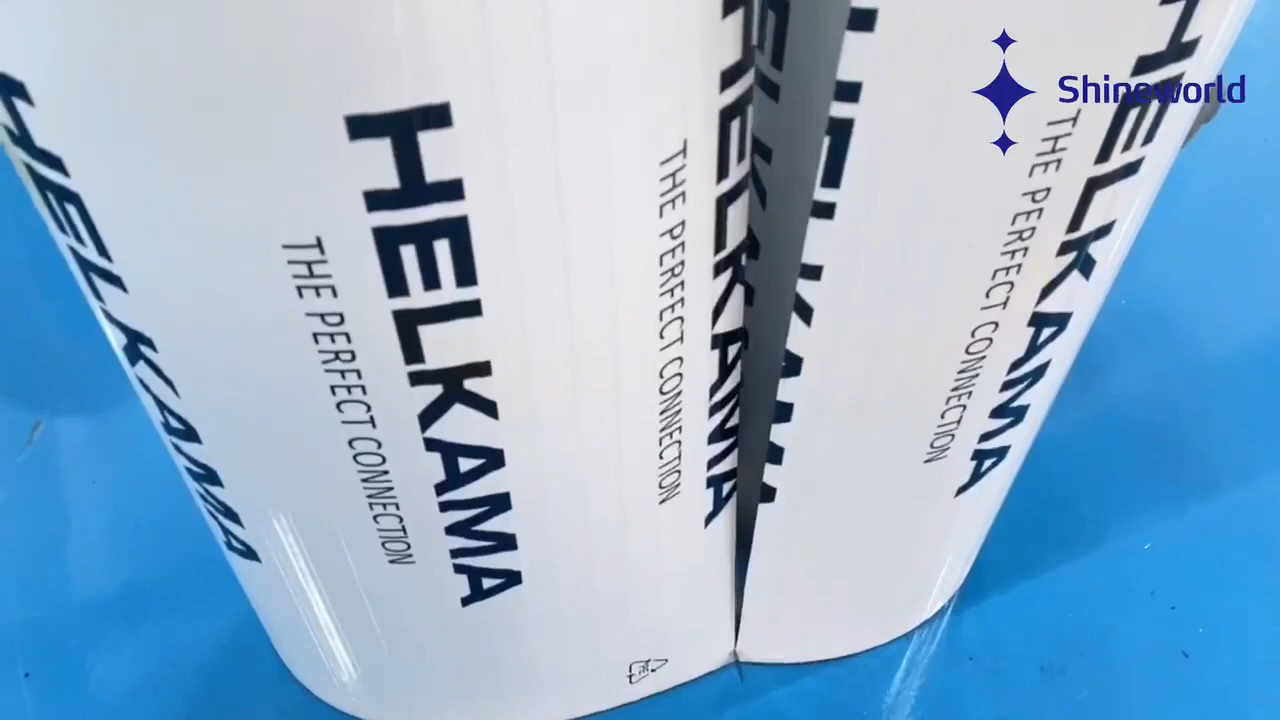 HELKAMA
THE PERFECT CONNECTION
HELKAMA
THE PERFECT CONNECTION
HELKAMA
HELKAMA
THE PERFECT CONNECTION
HELKAMA
Shineworld